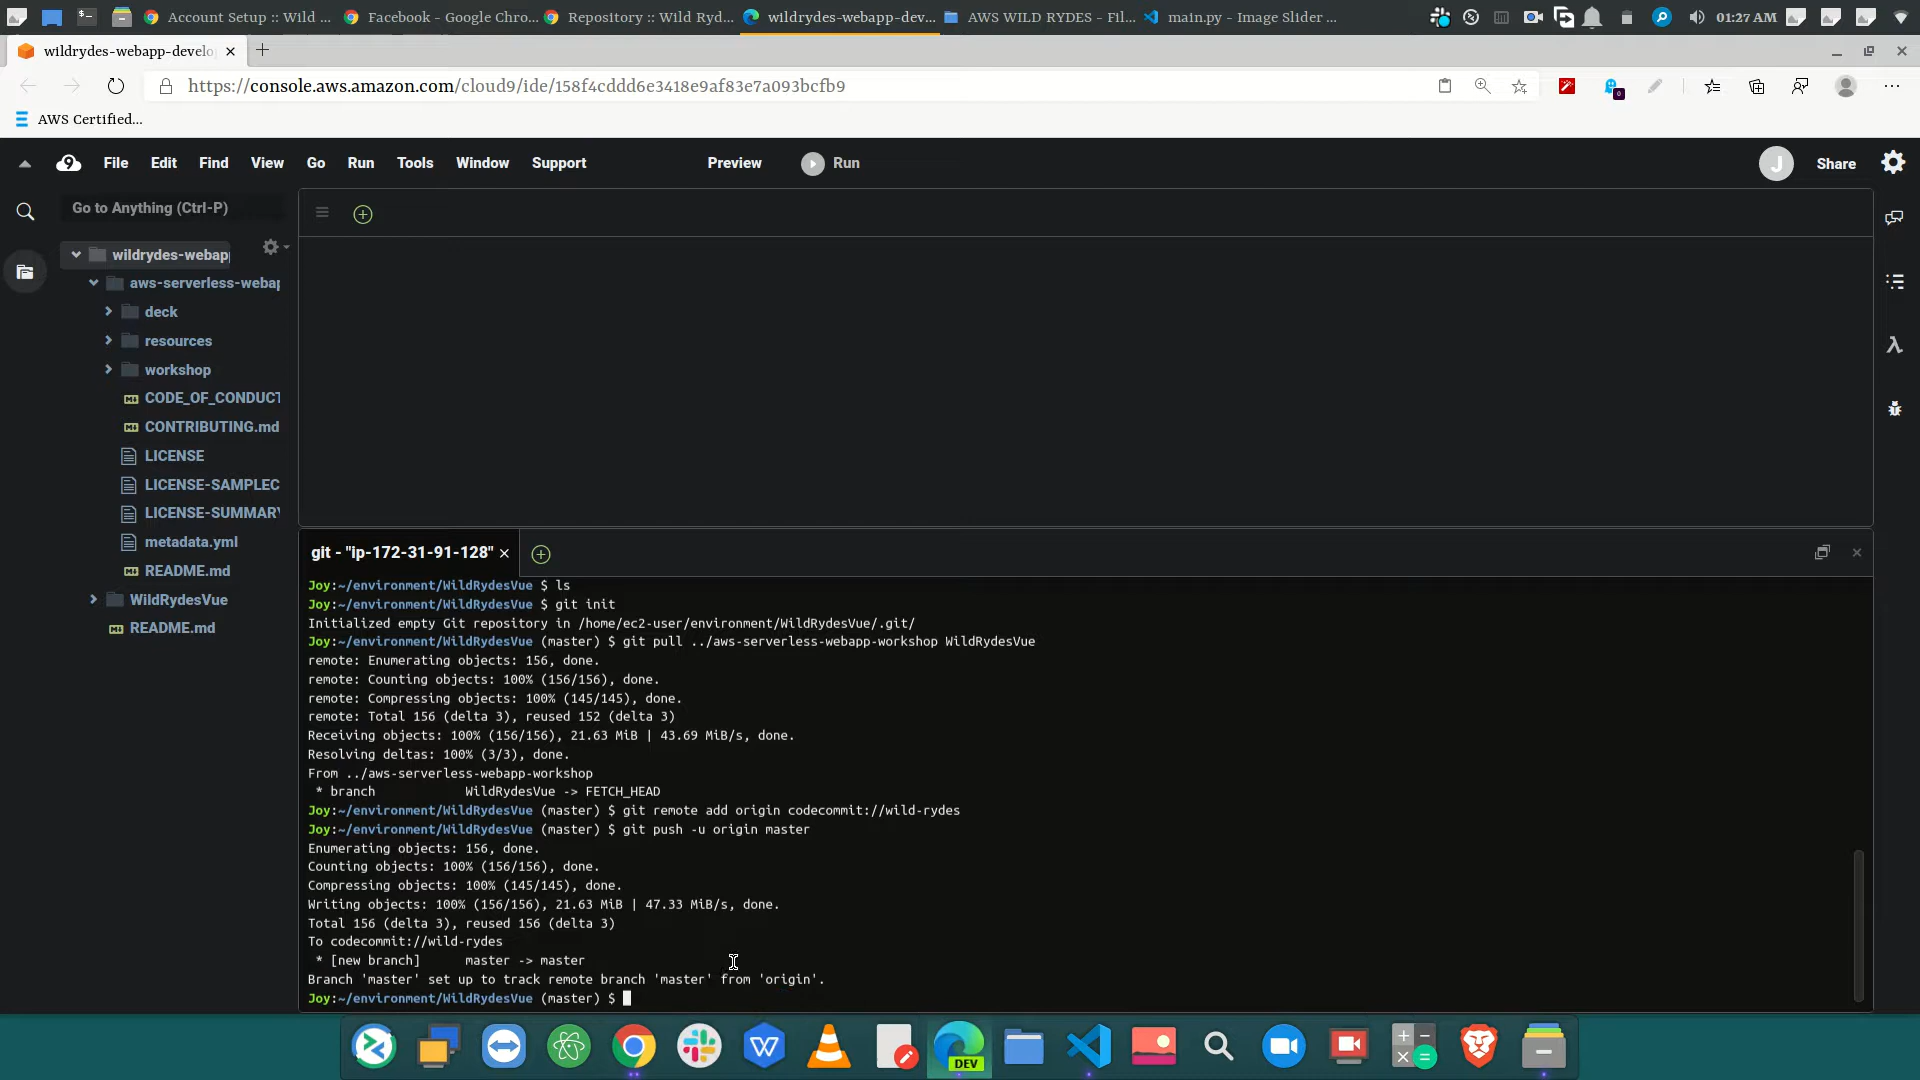 Account Setup :: Wild ...
Facebook - Google Chro...
Repository :: Wild Ryd...
wildrydes-webapp-dev...
AWS WILD RYDES - Fil...
main.py - Image Slider ...
01:27 AM
wildrydes-webapp-develo
https://console.aws.amazon.com/cloud9/ide/158f4cddd6e3418e9af83e7a093bcfb9
0
AWS Certified...
9
File
Edit
Find
View
Go
Run
Tools
Window
Support
Preview
Run
J
Share
Go to Anything (Ctrl-P)
wildrydes-webapp
aws-serverless-webap
deck
resources
workshop
CODE_OF_CONDUCT
CONTRIBUTING.md
LICENSE
LICENSE-SAMPLEC
LICENSE-SUMMARY
metadata.yml
README.md
WildRydesVue
README.md
git - "ip-172-31-91-128"
Joy:~/environment/WildRydesVue $ ls
Joy:~/environment/WildRydesVue $ git init
Initialized empty Git repository in /home/ec2-user/environment/WildRydesVue/.git/
Joy:~/environment/WildRydesVue (master) $ git pull ../aws-serverless-webapp-workshop WildRydesVue
remote: Enumerating objects: 156, done.
remote: Counting objects: 100% (156/156), done.
remote: Compressing objects: 100% (145/145), done.
remote: Total 156 (delta 3), reused 152 (delta 3)
Receiving objects: 100% (156/156), 21.63 MiB | 43.69 MiB/s, done.
Resolving deltas: 100% (3/3), done.
From ../aws-serverless-webapp-workshop
* branch WildRydesVue -> FETCH_HEAD
Joy:~/environment/WildRydesVue (master) $ git remote add origin codecommit://wild-rydes
Joy:~/environment/WildRydesVue (master) $ git push -u origin master
Enumerating objects: 156, done.
Counting objects: 100% (156/156), done.
Compressing objects: 100% (145/145), done.
Writing objects: 100% (156/156), 21.63 MiB | 47.33 MiB/s, done.
Total 156 (delta 3), reused 156 (delta 3)
To codecommit://wild-rydes
* [new branch] master -> master
Branch 'master' set up to track remote branch 'master' from 'origin'.
Joy:~/environment/WildRydesVue (master) $
DEV